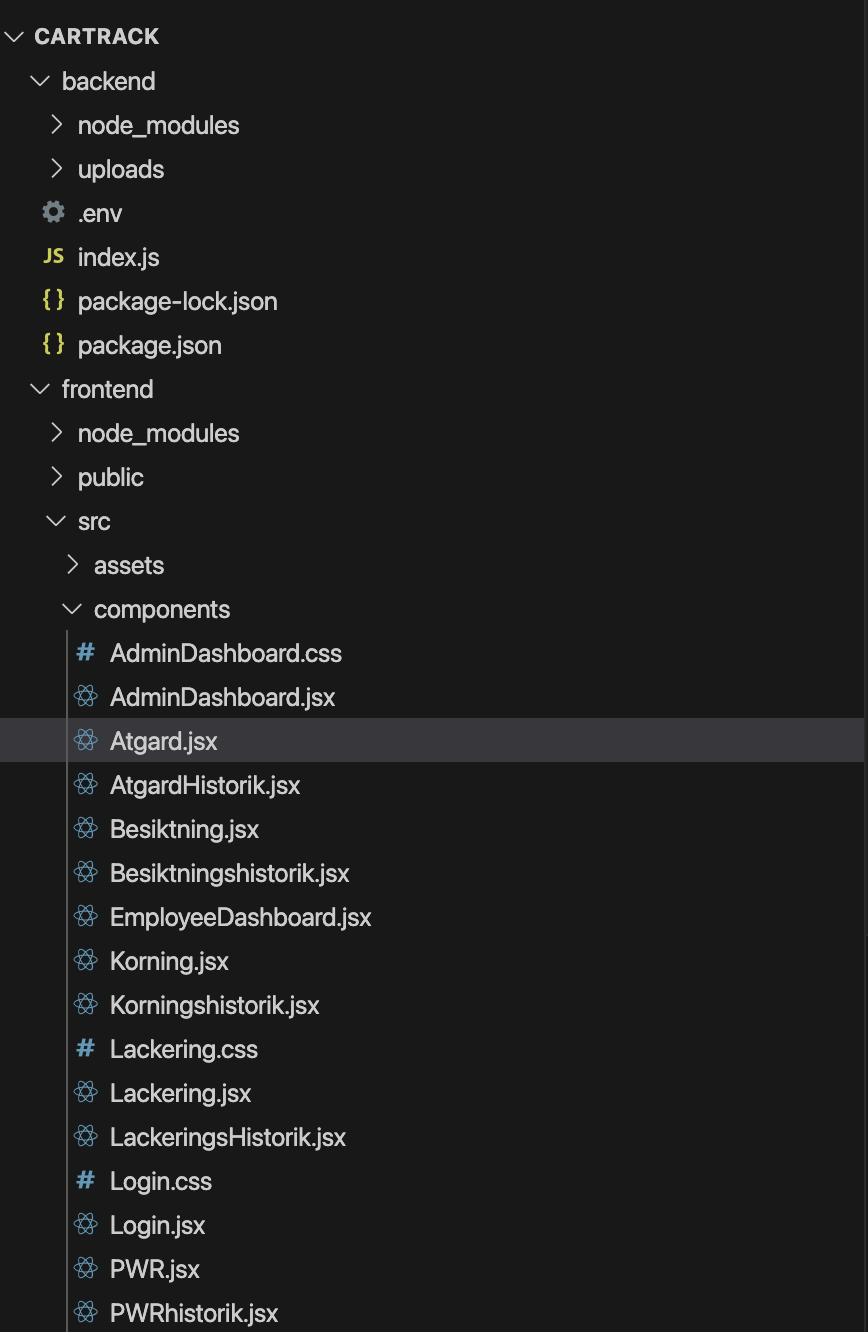 CARTRACK
backend
node_modules
uploads
.env
JS index.js
{} package-lock.json
{} package.json
frontend
node_modules
public
src
assets
components
# AdminDashboard.css
AdminDashboard.jsx
Atgard.jsx
AtgardHistorik.jsx
Besiktning.jsx
Besiktningshistorik.jsx
EmployeeDashboard.jsx
Korning.jsx
Korningshistorik.jsx
# Lackering.css
Lackering.jsx
LackeringsHistorik.jsx
# Login.css
Login.jsx
PWR.jsx
PWRhistorik.jsx